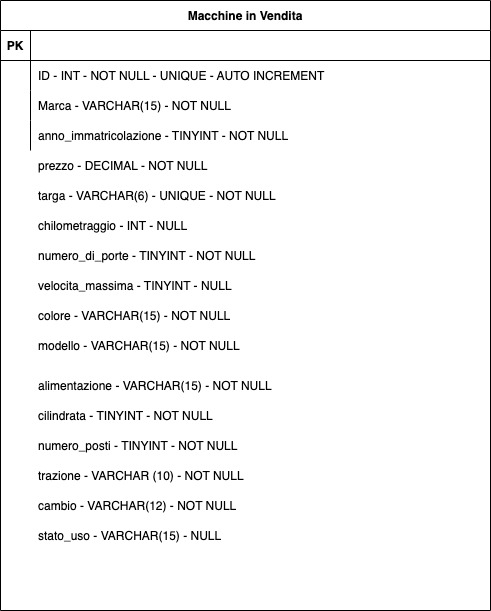 Macchine in Vendita
PK
ID - INT - NOT NULL - UNIQUE - AUTO INCREMENT
Marca - VARCHAR(15) - NOT NULL
anno_immatricolazione - TINYINT - NOT NULL
prezzo - DECIMAL - NOT NULL
targa - VARCHAR(6) - UNIQUE - NOT NULL
chilometraggio - INT - NULL
numero_di_porte - TINYINT - NOT NULL
velocita_massima - TINYINT - NULL
colore - VARCHAR(15) - NOT NULL
modello - VARCHAR(15) - NOT NULL
alimentazione - VARCHAR(15) - NOT NULL
cilindrata - TINYINT - NOT NULL
numero_posti - TINYINT - NOT NULL
trazione - VARCHAR (10) - NOT NULL
cambio - VARCHAR(12) - NOT NULL
stato_uso - VARCHAR(15) - NULL